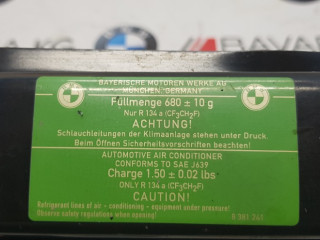 BAYERISCHE MOTOREN WERKE AG
MÜNCHEN, GERMANY
Füllmenge 680 ± 10 g
Nur R 134 a (CF3CH2F)
ACHTUNG!
Schlauchleitungen der Klimaanlage stehen unter Druck.
Beim Öffnen Sicherheitsvorschriften beachten!
AUTOMOTIVE AIR CONDITIONER
CONFORMS TO SAE J639
Charge 1.50 ± 0.02 lbs
ONLY R 134 a (CF3CH2F)
CAUTION!
Refrigerant lines of air - conditioning - equipment under pressure!
Observe safety regulations when opening!